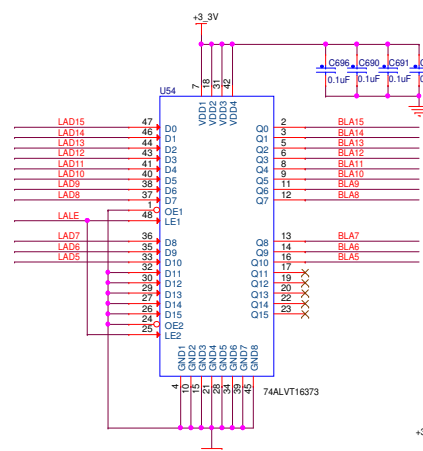 +3_3V
U54
C696 C690 C691
0.1uF 0.1uF 0.1uF
7 18 31 42
VDD1 VDD2 VDD3 VDD4
LAD15 47 D0 Q0 2 BLA15
LAD14 46 D1 Q1 3 BLA14
LAD13 44 D2 Q2 5 BLA13
LAD12 43 D3 Q3 6 BLA12
LAD11 41 D4 Q4 8 BLA11
LAD10 40 D5 Q5 9 BLA10
LAD9 38 D6 Q6 11 BLA9
LAD8 37 D7 Q7 12 BLA8
1 OE1
LALE 48 LE1
LAD7 36 D8 Q8 13 BLA7
LAD6 35 D9 Q9 14 BLA6
LAD5 33 D10 Q10 16 BLA5
32 D11 Q11 17
30 D12 Q12 19
29 D13 Q13 20
27 D14 Q14 22
26 D15 Q15 23
24 OE2
25 LE2
GND1 GND2 GND3 GND4 GND5 GND6 GND7 GND8
4 10 15 21 28 34 39 45
74ALVT16373